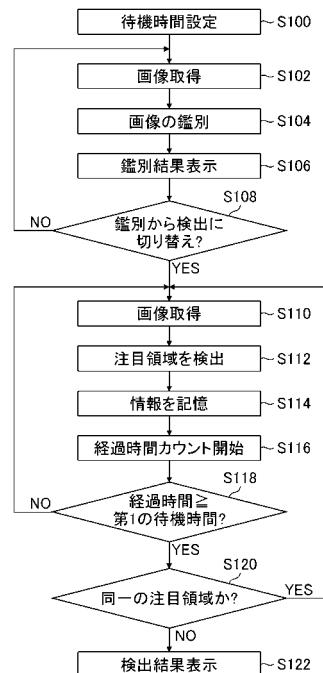 待機時間設定 S100
画像取得 S102
画像の鑑別 S104
鑑別結果表示 S106
S108
鑑別から検出に
切り替え?
NO
YES
画像取得 S110
注目領域を検出 S112
情報を記憶 S114
経過時間カウント開始 S116
S118
経過時間≧
第1の待機時間?
NO
YES
S120
同一の注目領域か?
YES
NO
検出結果表示 S122